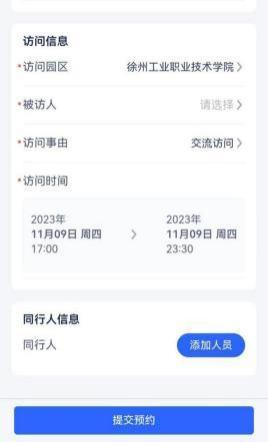 访问信息
*访问园区 徐州工业职业技术学院 >
*被访人 请选择 >
*访问事由 交流访问 >
*访问时间
2023年 2023年
11月09日 周四 > 11月09日 周四
17:00 23:30
同行人信息
同行人 添加人员
提交预约